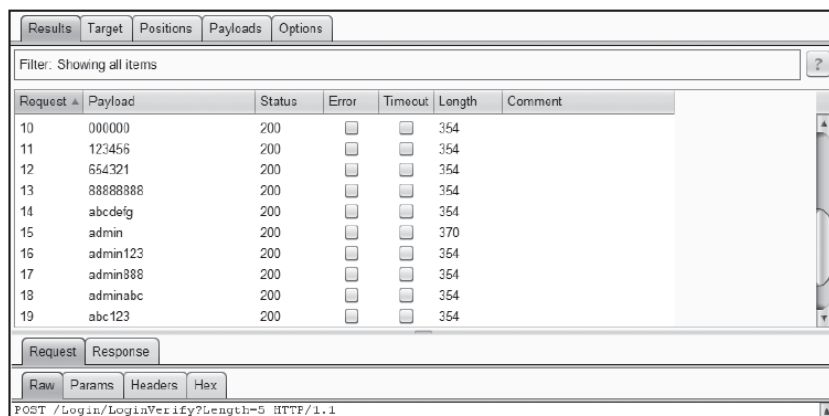 Results Target Positions Payloads Options
Filter: Showing all items ?
Request Payload Status Error Timeout Length Comment
10 000000 200 354
11 123456 200 354
12 654321 200 354
13 88888888 200 354
14 abcdefg 200 354
15 admin 200 370
16 admin123 200 354
17 admin888 200 354
18 adminabc 200 354
19 abc123 200 354
Request Response
Raw Params Headers Hex
POST /Login/LoginVerify?Length=5 HTTP/1.1